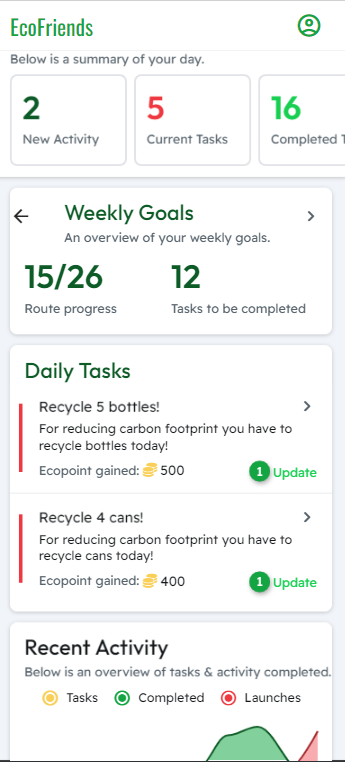 EcoFriends
Below is a summary of your day.
2
New Activity
5
Current Tasks
16
Completed T
Weekly Goals
An overview of your weekly goals.
15/26
Route progress
12
Tasks to be completed
Daily Tasks
Recycle 5 bottles!
For reducing carbon footprint you have to
recycle bottles today!
Ecopoint gained: 500
1 Update
Recycle 4 cans!
For reducing carbon footprint you have to
recycle cans today!
Ecopoint gained: 400
1 Update
Recent Activity
Below is an overview of tasks & activity completed.
Tasks Completed Launches